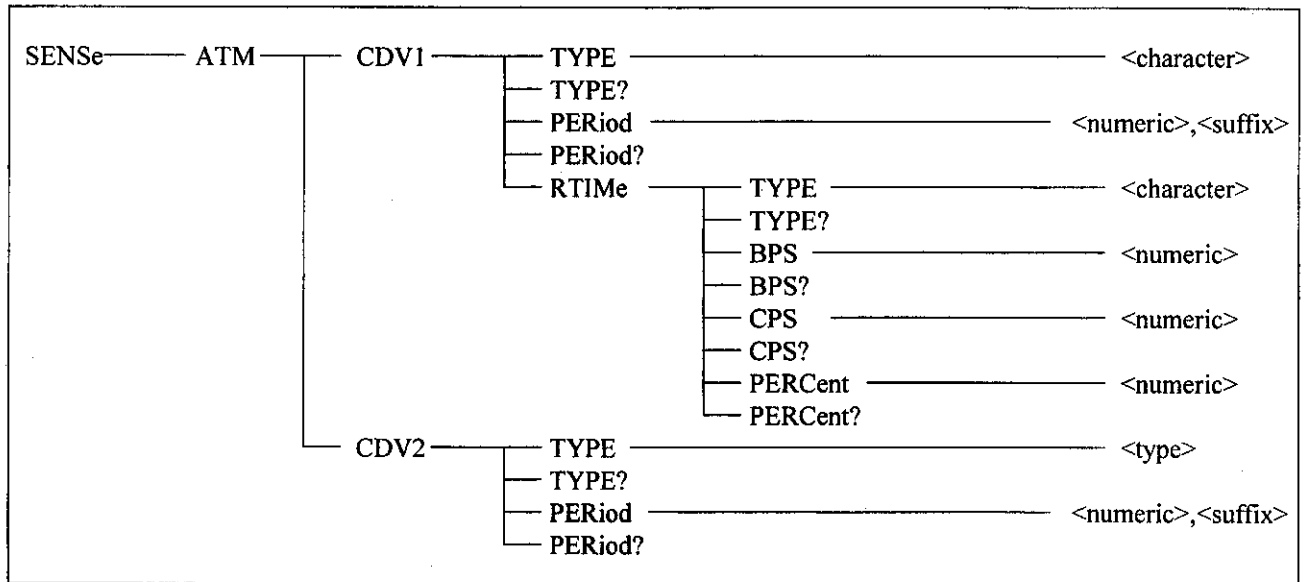 SENSe ATM CDV1 TYPE <character>
TYPE?
PERiod <numeric>,<suffix>
PERiod?
RTIMe TYPE <character>
TYPE?
BPS <numeric>
BPS?
CPS <numeric>
CPS?
PERCent <numeric>
PERCent?
CDV2 TYPE <type>
TYPE?
PERiod <numeric>,<suffix>
PERiod?